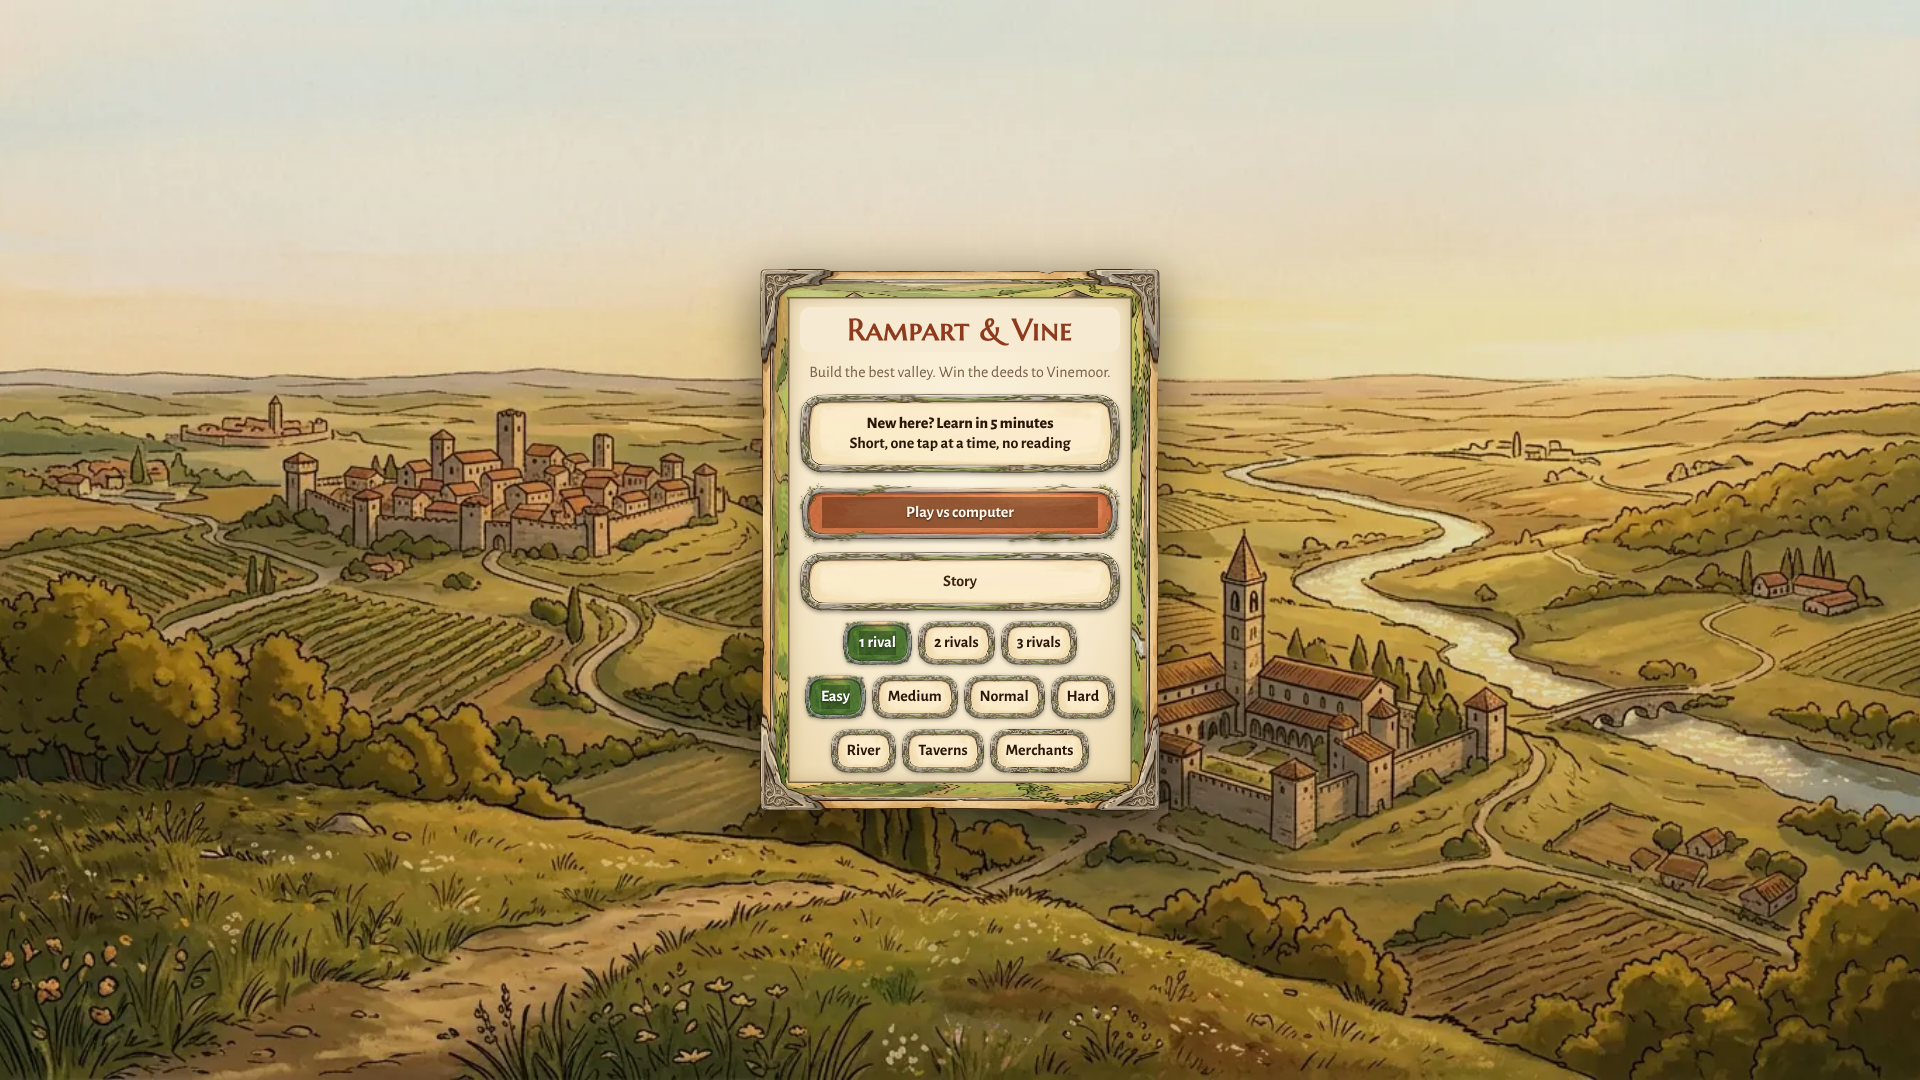 Rampart & Vine
Build the best valley. Win the deeds to Vinemoor.
New here? Learn in 5 minutes
Short, one tap at a time, no reading
Play vs computer
Story
1 rival 2 rivals 3 rivals
Easy Medium Normal Hard
River Taverns Merchants